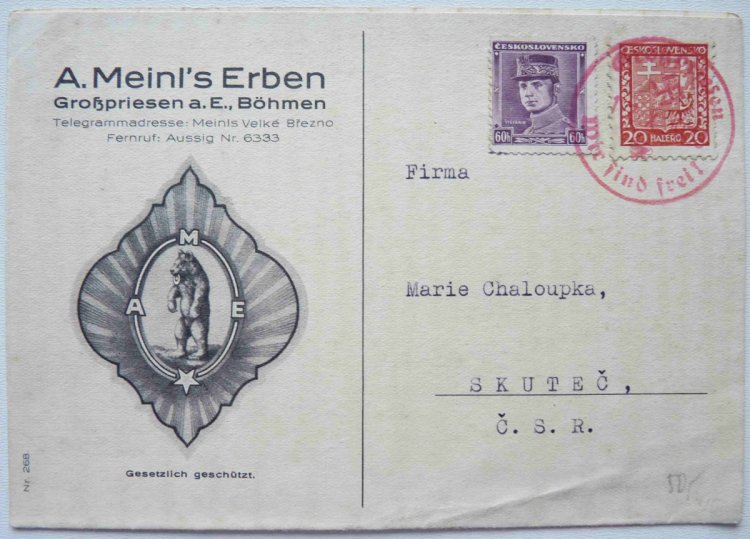 A. Meinl's Erben
Großpriesen a. E., Böhmen
Telegrammadresse: Meinls Velké Březno
Fernruf: Aussig Nr. 6333
M
A E
Gesetzlich geschützt.
Nr. 268
ČESKOSLOVENSKO
ŠTEFÁNIK
60h 60h
ČESKOSLOVENSKO
20 HALÉŘŮ 20
Wir sind frei!
Firma
Marie Chaloupka,
SKUTEČ,
Č. S. R.